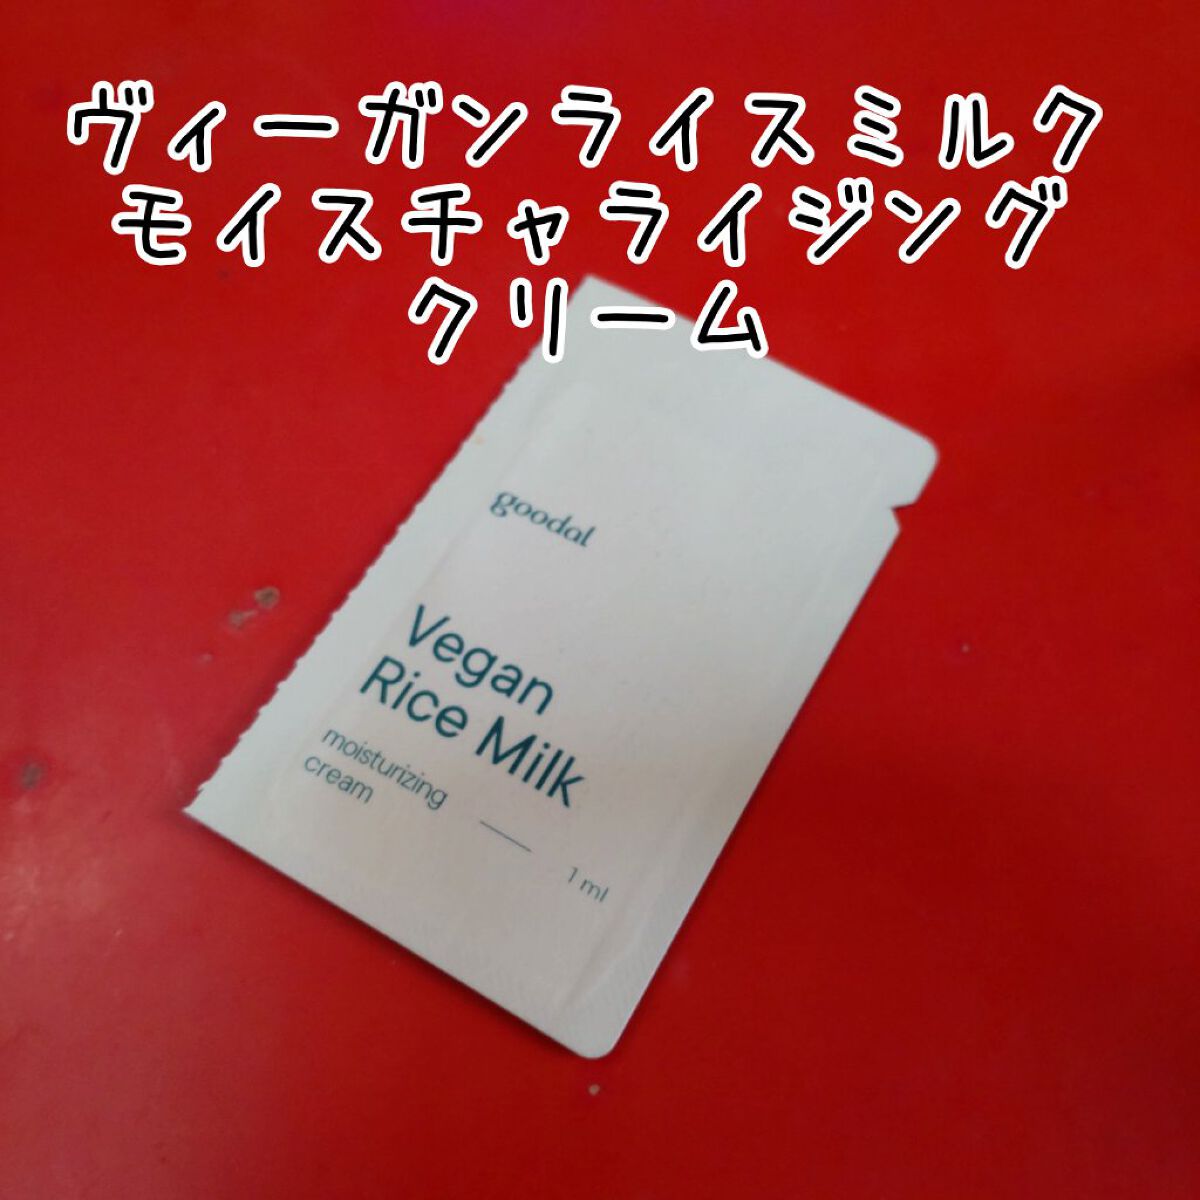 ヴィーガンライスミルク
モイスチャライジング
クリーム
goodal
Vegan
Rice Milk
moisturizing
cream
1 ml